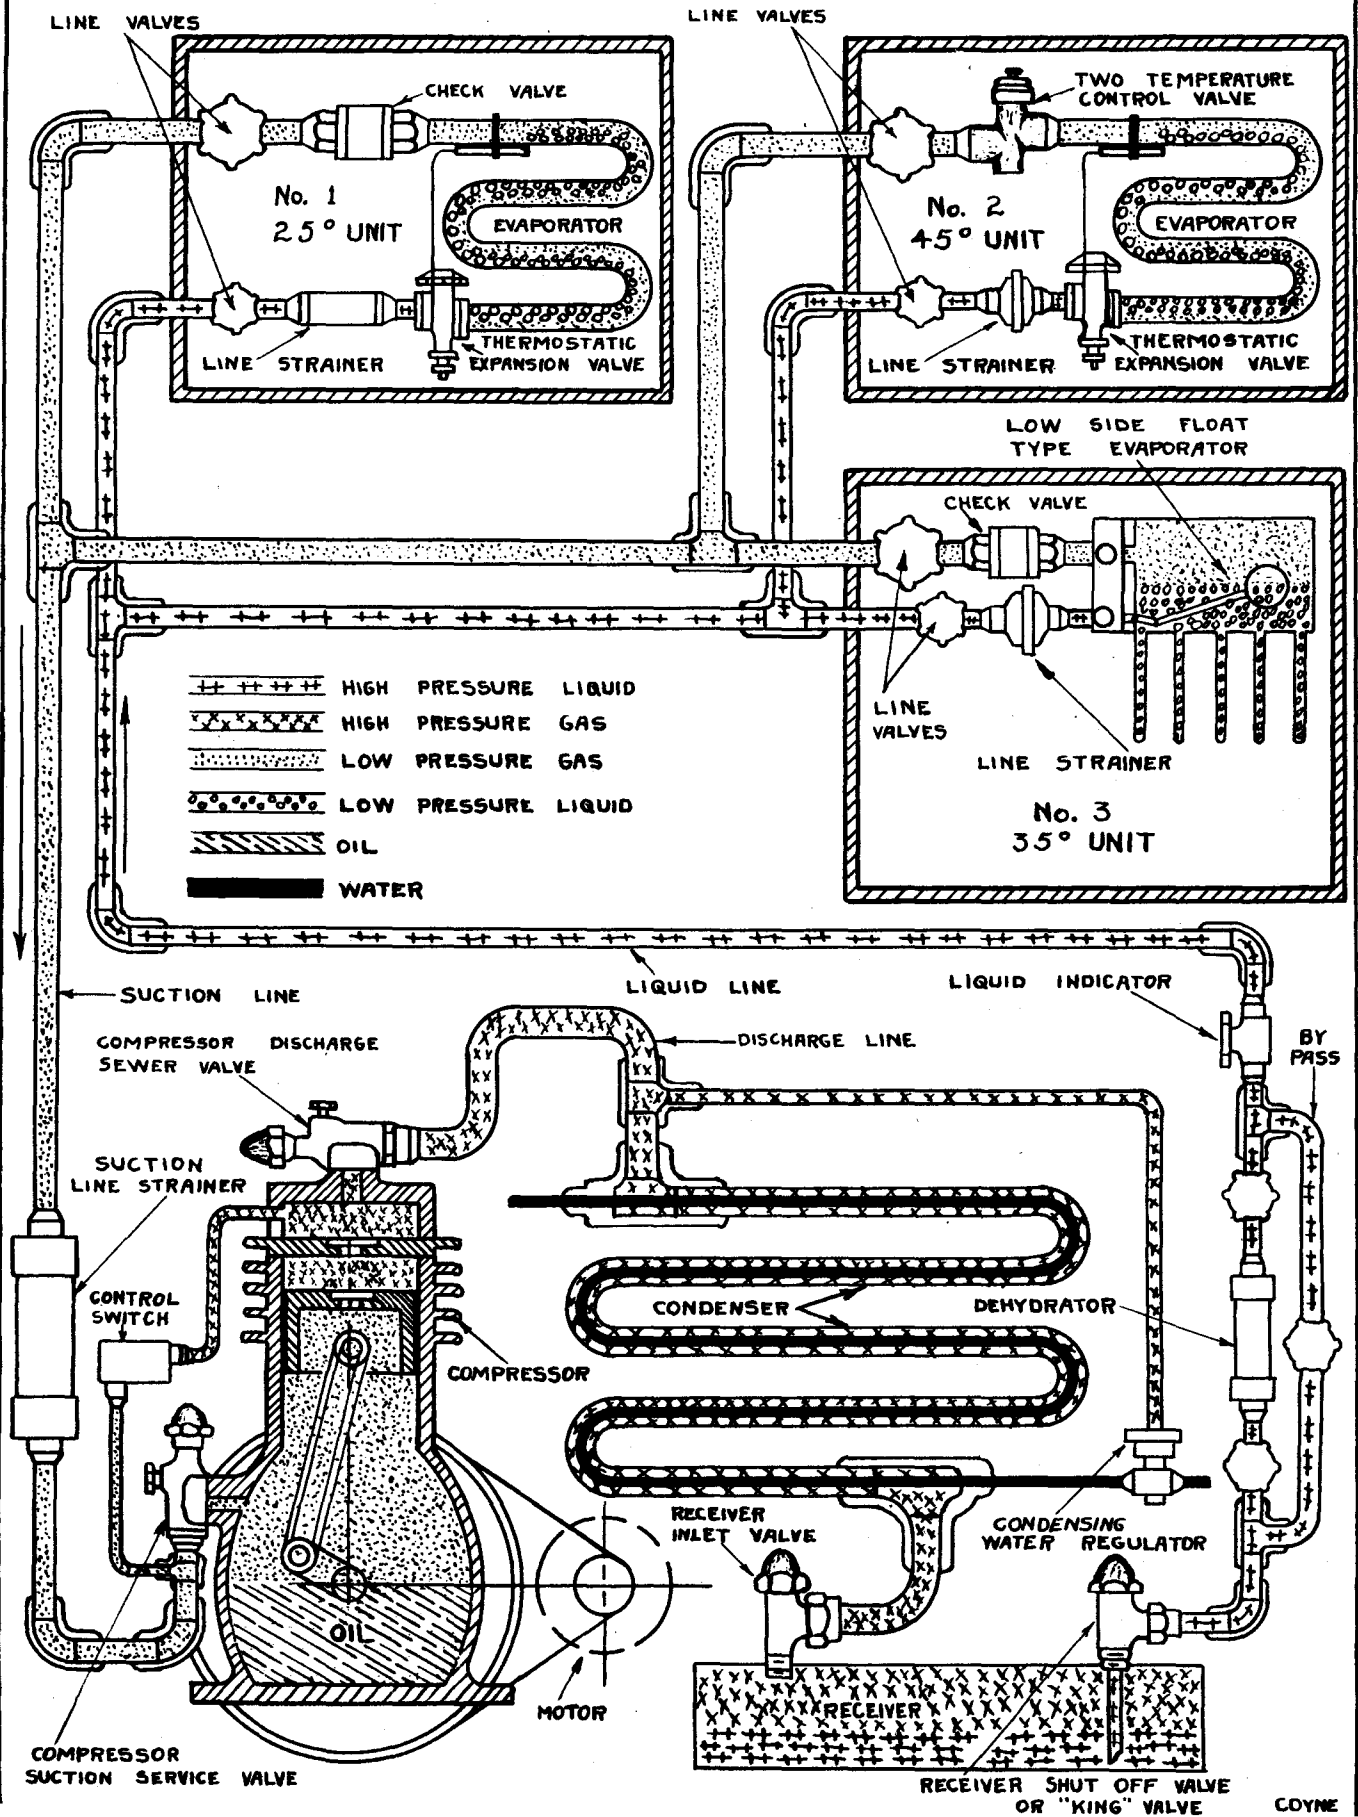 LINE VALVES
LINE VALVES
CHECK VALVE
TWO TEMPERATURE
CONTROL VALVE
No. 1
25° UNIT
EVAPORATOR
No. 2
45° UNIT
EVAPORATOR
LINE STRAINER
THERMOSTATIC
EXPANSION VALVE
LINE STRAINER
THERMOSTATIC
EXPANSION VALVE
LOW SIDE FLOAT
TYPE EVAPORATOR
CHECK VALVE
LINE
VALVES
LINE STRAINER
No. 3
35° UNIT
HIGH PRESSURE LIQUID
HIGH PRESSURE GAS
LOW PRESSURE GAS
LOW PRESSURE LIQUID
OIL
WATER
SUCTION LINE
LIQUID LINE
LIQUID INDICATOR
COMPRESSOR DISCHARGE
SEWER VALVE
DISCHARGE LINE
BY
PASS
SUCTION
LINE STRAINER
CONTROL
SWITCH
CONDENSER
DEHYDRATOR
COMPRESSOR
RECEIVER
INLET VALVE
CONDENSING
WATER REGULATOR
OIL
MOTOR
RECEIVER
COMPRESSOR
SUCTION SERVICE VALVE
RECEIVER SHUT OFF VALVE
OR "KING" VALVE
COYNE